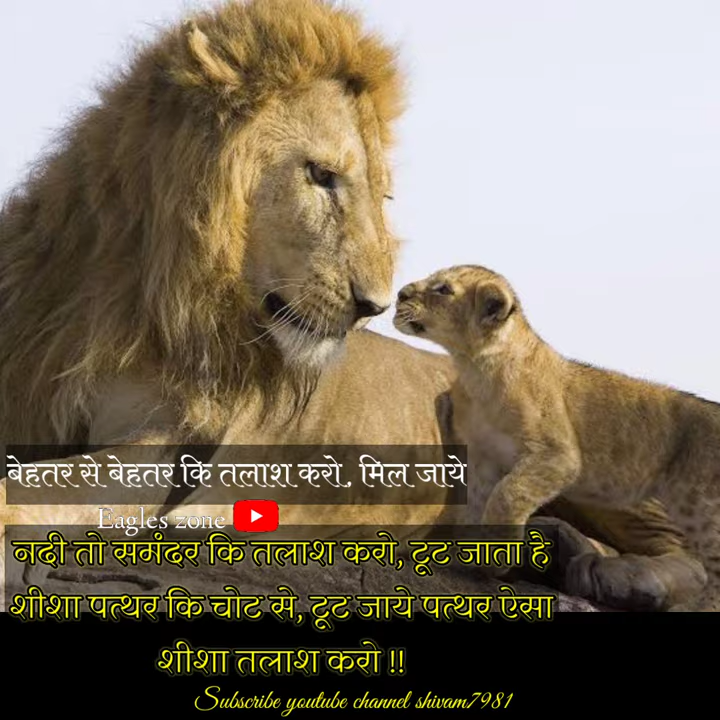 बेहतर से बेहतर कि तलाश करो, मिल जाये
Eagles zone
नदी तो समंदर कि तलाश करो, टूट जाता है
शीशा पत्थर कि चोट से, टूट जाये पत्थर ऐसा
शीशा तलाश करो !!
Subscribe youtube channel shivam7981